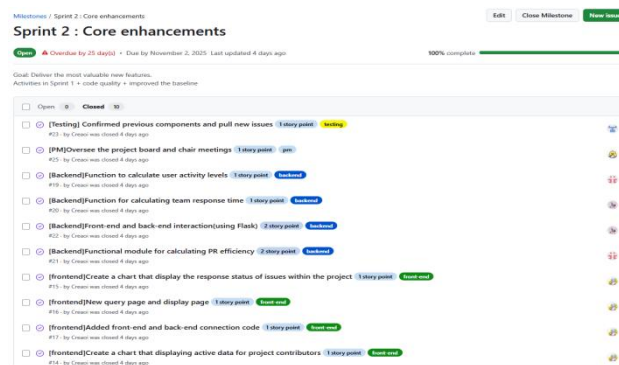 Milestones / Sprint 2 : Core enhancements
Edit Close Milestone New issue
Sprint 2 : Core enhancements
Open Overdue by 25 day(s) • Due by November 2, 2025 Last updated 4 days ago 100% complete
Goal: Deliver the most valuable new features.
Activities in Sprint 1 + code quality + improved the baseline
Open 0 Closed 10
[Testing] Confirmed previous components and pull new issues 1 story point testing
#23 · by Creaoi was closed 4 days ago
[PM]Oversee the project board and chair meetings 1 story point pm
#25 · by Creaoi was closed 4 days ago
[Backend]Function to calculate user activity levels 1 story point backend
#19 · by Creaoi was closed 4 days ago
[Backend]Function for calculating team response time 1 story point backend
#20 · by Creaoi was closed 4 days ago
[Backend]Front-end and back-end interaction(using Flask) 2 story point backend
#22 · by Creaoi was closed 4 days ago
[Backend]Functional module for calculating PR efficiency 2 story point backend
#21 · by Creaoi was closed 4 days ago
[frontend]Create a chart that display the response status of issues within the project 1 story point front-end
#15 · by Creaoi was closed 4 days ago
[frontend]New query page and display page 1 story point front-end
#16 · by Creaoi was closed 4 days ago
[frontend]Added front-end and back-end connection code 1 story point front-end
#17 · by Creaoi was closed 4 days ago
[frontend]Create a chart that displaying active data for project contributors 1 story point front-end
#14 · by Creaoi was closed 4 days ago